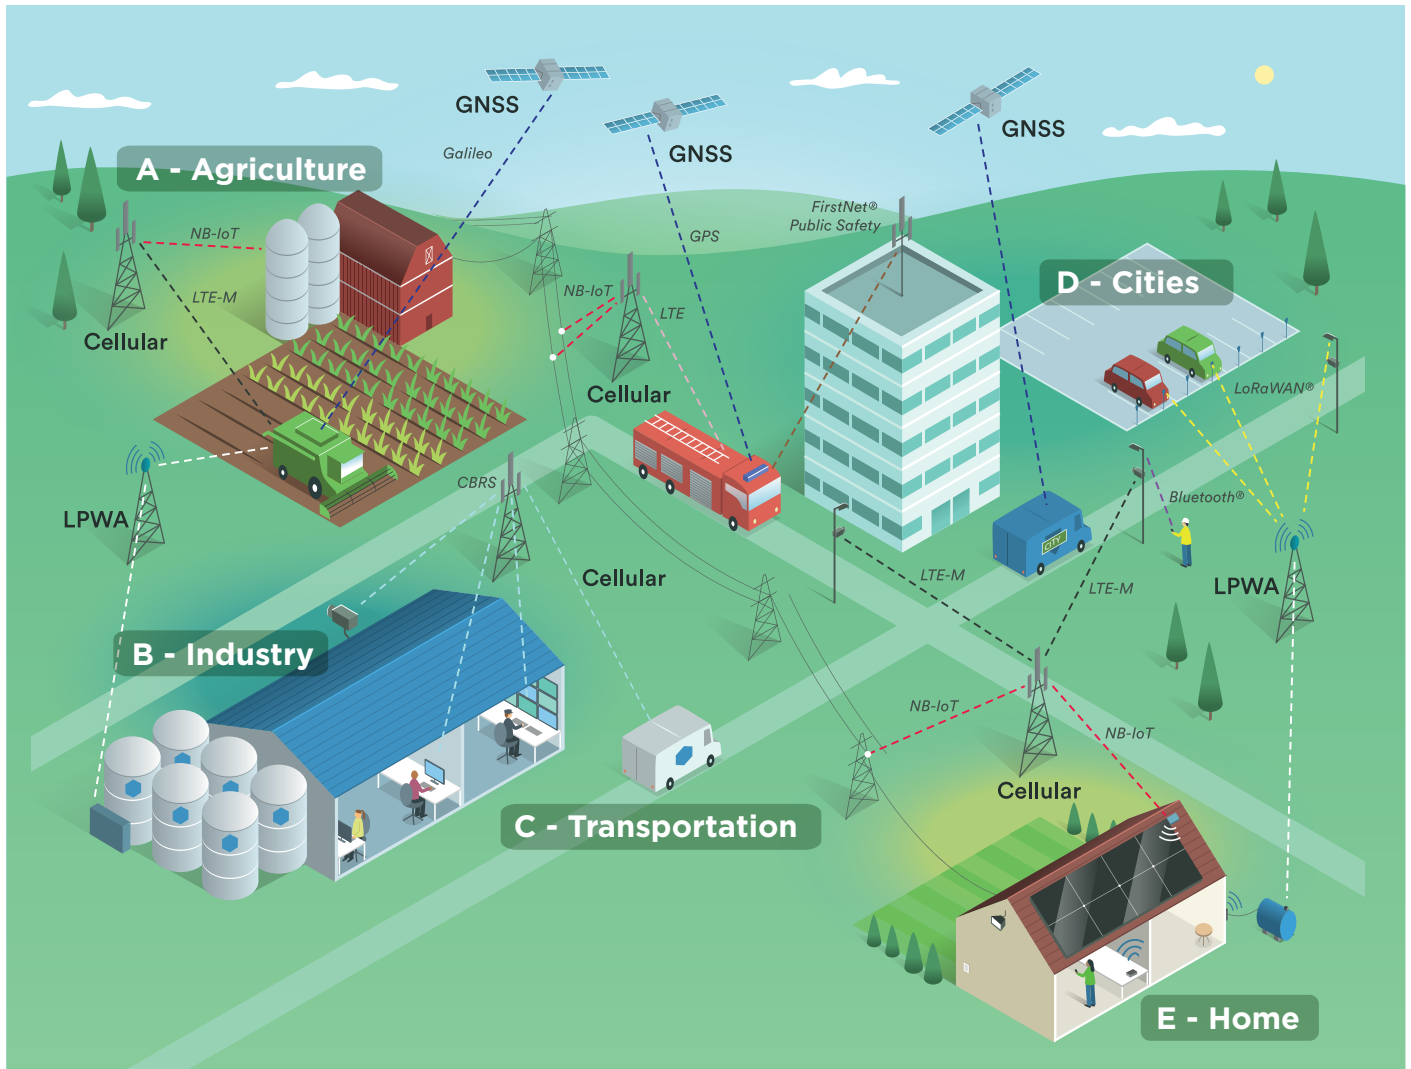 GNSS
GNSS
GNSS
Galileo
A - Agriculture
NB-IoT
LTE-M
Cellular
GPS
FirstNet®
Public Safety
NB-IoT
LTE
Cellular
D - Cities
LoRaWAN®
CBRS
LPWA
Cellular
CITY
Bluetooth®
LTE-M
LTE-M
LPWA
B - Industry
NB-IoT
NB-IoT
Cellular
C - Transportation
E - Home